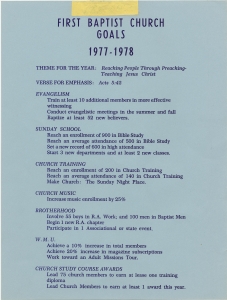 FIRST BAPTIST CHURCH
GOALS
1977-1978
THEME FOR THE YEAR: Reaching People Through Preaching-
Teaching Jesus Christ
VERSE FOR EMPHASIS: Acts 5:42
EVANGELISM
Train at least 10 additional members in more effective
witnessing
Conduct evangelistic meetings in the summer and fall
Baptize at least 52 new believers.
SUNDAY SCHOOL
Reach an enrollment of 900 in Bible Study
Reach an average attendance of 500 in Bible Study
Set a new record of 600 in high attendance
Start 3 new departments and at least 2 new classes.
CHURCH TRAINING
Reach an enrollment of 200 in Church Training
Reach an average attendance of 140 in Church Training
Make Church: The Sunday Night Place.
CHURCH MUSIC
Increase music enrollment by 25%
BROTHERHOOD
Involve 55 boys in R.A. Work; and 100 men in Baptist Men
Begin 1 new R.A. chapter
Participate in 1 Associational or state event.
W. M. U.
Achieve a 10% increase in total members
Achieve 20% increase in magazine subscriptions
Work toward an Adult Missions Tour.
CHURCH STUDY COURSE AWARDS
Lead 75 church members to earn at least one training
diploma
Lead Church Members to earn at least 1 award this year.